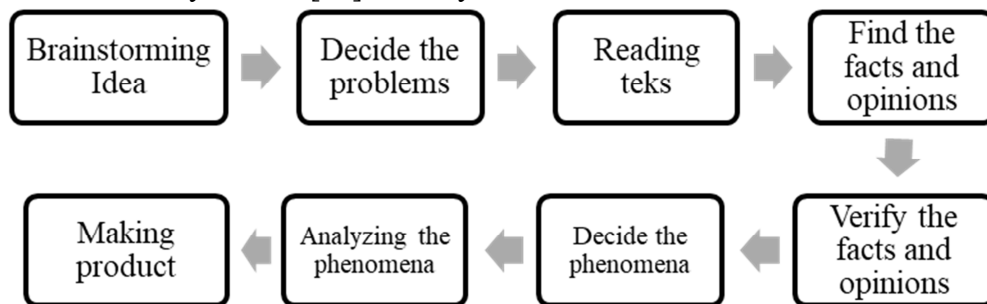 Brainstorming
Idea
Decide the
problems
Reading
teks
Find the
facts and
opinions
Verify the
facts and
opinions
Decide the
phenomena
Analyzing the
phenomena
Making
product